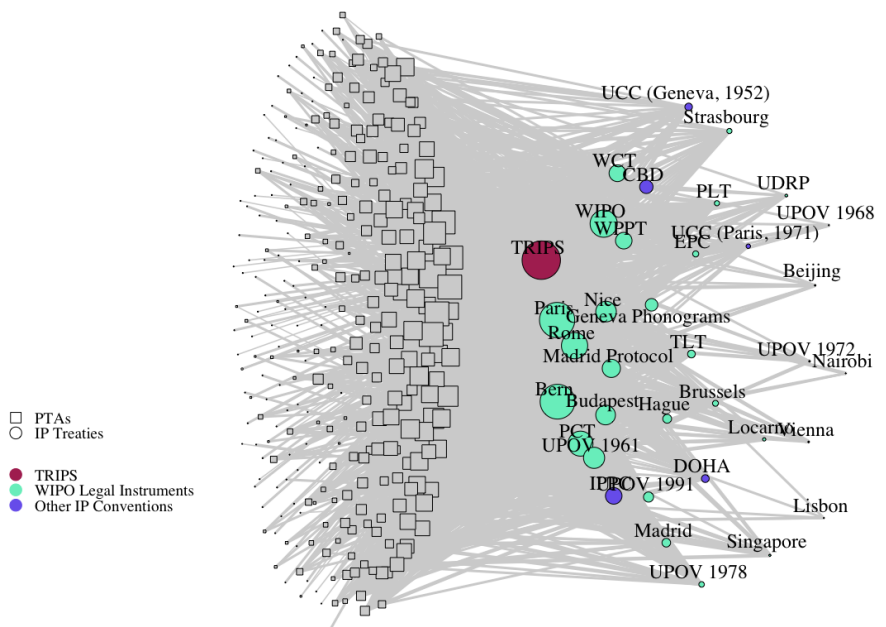 UCC (Geneva, 1952)
Strasbourg
WCT
CBD
PLT
UDRP
WIPO
UPOV 1968
WPPT
UCC (Paris, 1971)
EPC
TRIPS
Beijing
Nice
Paris
Geneva Phonograms
Rome
TLT
UPOV 1972
Madrid Protocol
Nairobi
Bern
Budapest
Brussels
Hague
PTAs
IP Treaties
Locarno
Vienna
PCT
UPOV 1961
DOHA
TRIPS
WIPO Legal Instruments
UPOV 1991
Other IP Conventions
Lisbon
Madrid
Singapore
UPOV 1978